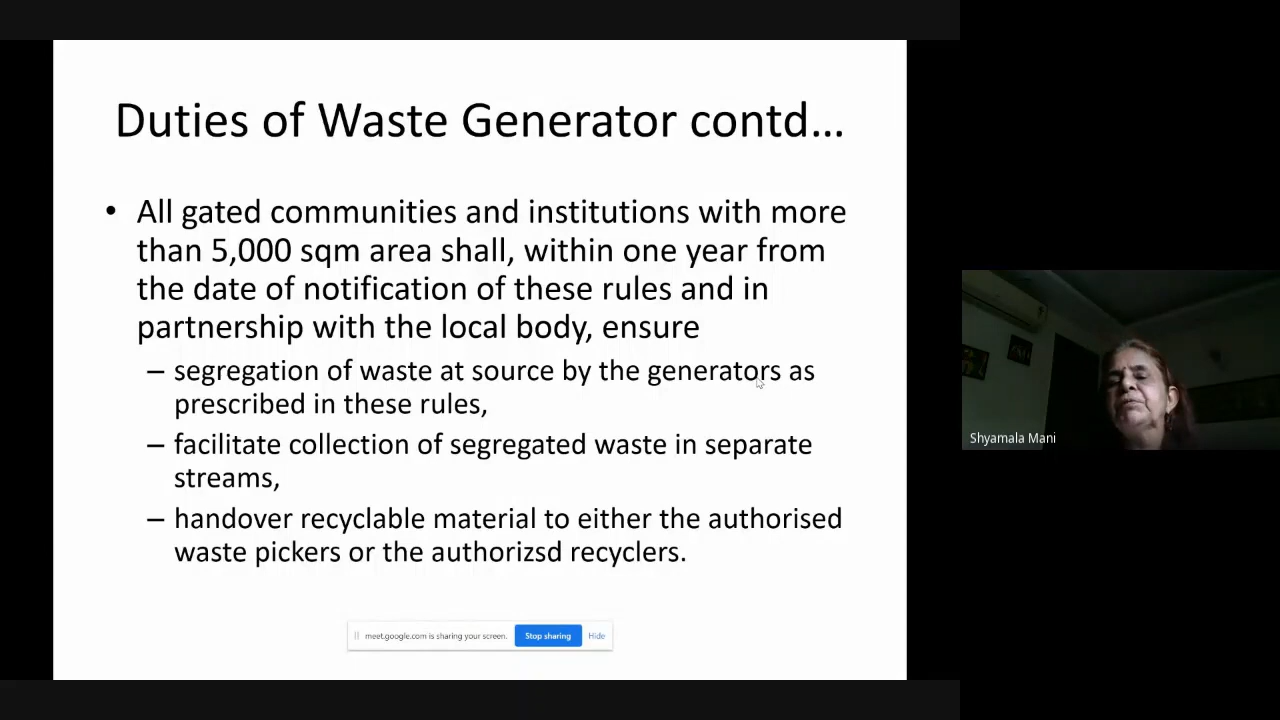 Duties of Waste Generator contd...
• All gated communities and institutions with more
than 5,000 sqm area shall, within one year from
the date of notification of these rules and in
partnership with the local body, ensure
– segregation of waste at source by the generators as
prescribed in these rules,
– facilitate collection of segregated waste in separate
streams,
– handover recyclable material to either the authorised
waste pickers or the authorizsd recyclers.
meet.google.com is sharing your screen. Stop sharing Hide
Shyamala Mani